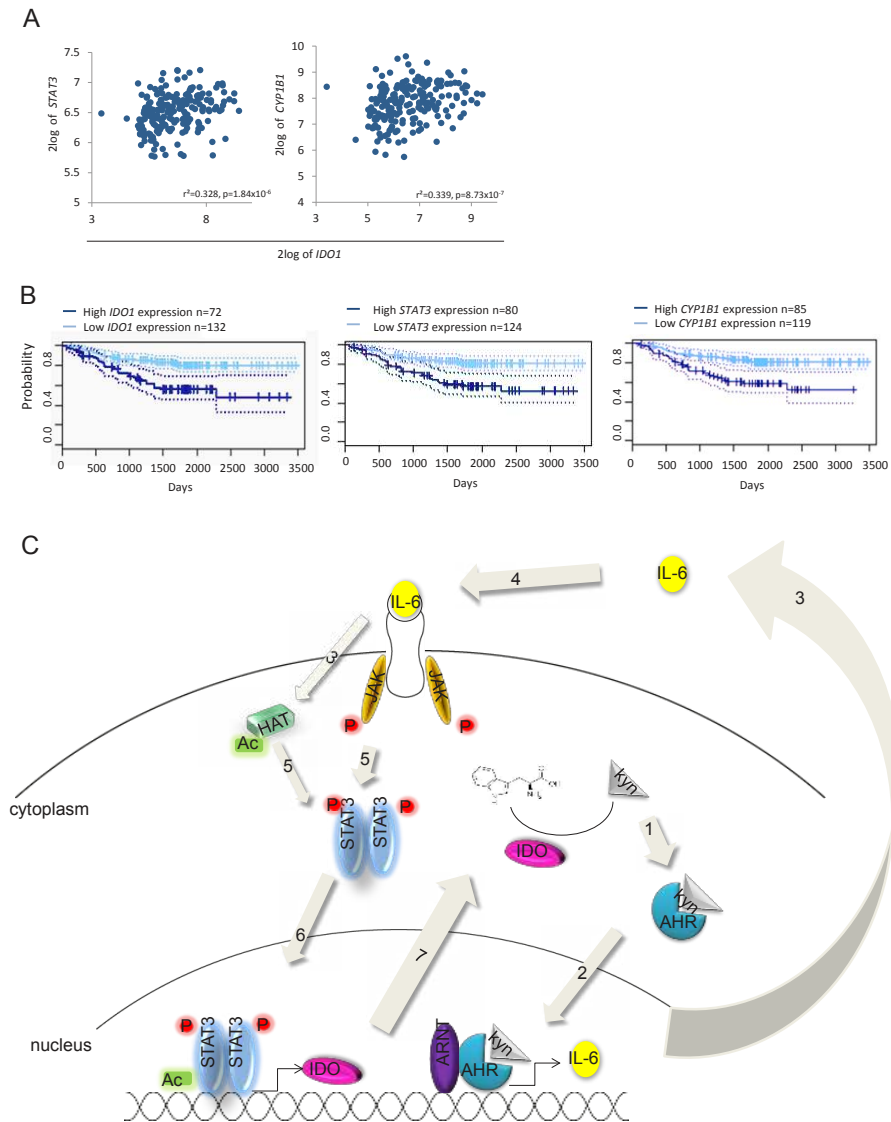 A
7.5
7
6.5
6
5.5
5
2log of STAT3
r²=0.328, p=1.84x10⁻⁶
3
8
10
9
8
7
6
5
4
2log of CYP1B1
r²=0.339, p=8.73x10⁻⁷
3
5
7
9
2log of IDO1
B
High IDO1 expression n=72
Low IDO1 expression n=132
Probability
0.8
0.4
0.0
0 500 1000 1500 2000 2500 3000 3500
Days
High STAT3 expression n=80
Low STAT3 expression n=124
0.8
0.4
0.0
0 500 1000 1500 2000 2500 3000 3500
Days
High CYP1B1 expression n=85
Low CYP1B1 expression n=119
0.8
0.4
0.0
0 500 1000 1500 2000 2500 3000 3500
Days
C
IL-6
4
IL-6
3
3
JAK
JAK
P
P
HAT
Ac
5
5
cytoplasm
P
P
STAT3
STAT3
kyn
IDO
1
kyn
AHR
6
7
2
nucleus
P
P
STAT3
STAT3
Ac
IDO
ARNT
AHR
kyn
IL-6